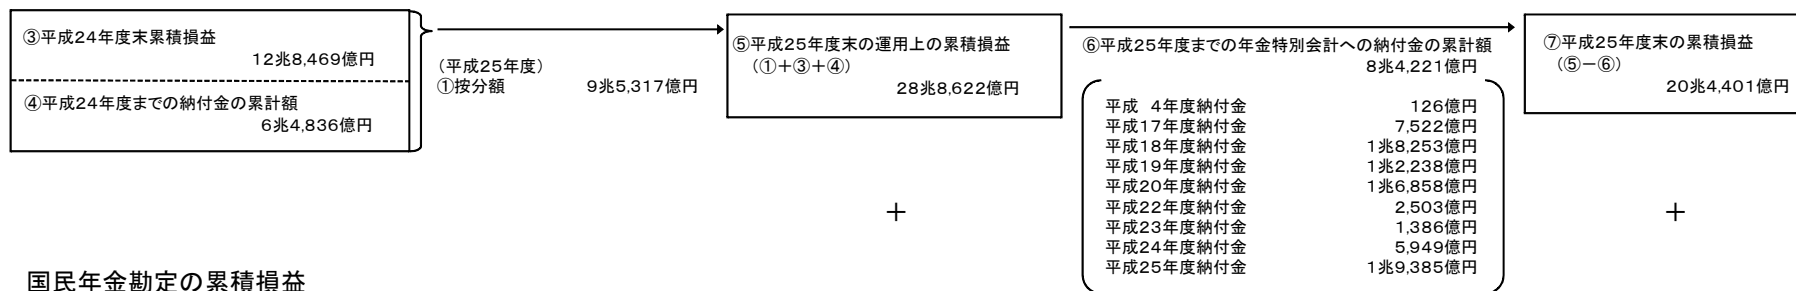 ③平成24年度末累積損益
12兆8,469億円
④平成24年度までの納付金の累計額
6兆4,836億円
(平成25年度)
①按分額 9兆5,317億円
⑤平成25年度末の運用上の累積損益
(①+③+④)
28兆8,622億円
⑥平成25年度までの年金特別会計への納付金の累計額
8兆4,221億円
平成 4年度納付金 126億円
平成17年度納付金 7,522億円
平成18年度納付金 1兆8,253億円
平成19年度納付金 1兆2,238億円
平成20年度納付金 1兆6,858億円
平成22年度納付金 2,503億円
平成23年度納付金 1,386億円
平成24年度納付金 5,949億円
平成25年度納付金 1兆9,385億円
⑦平成25年度末の累積損益
(⑤-⑥)
20兆4,401億円
+ +
国民年金勘定の累積損益